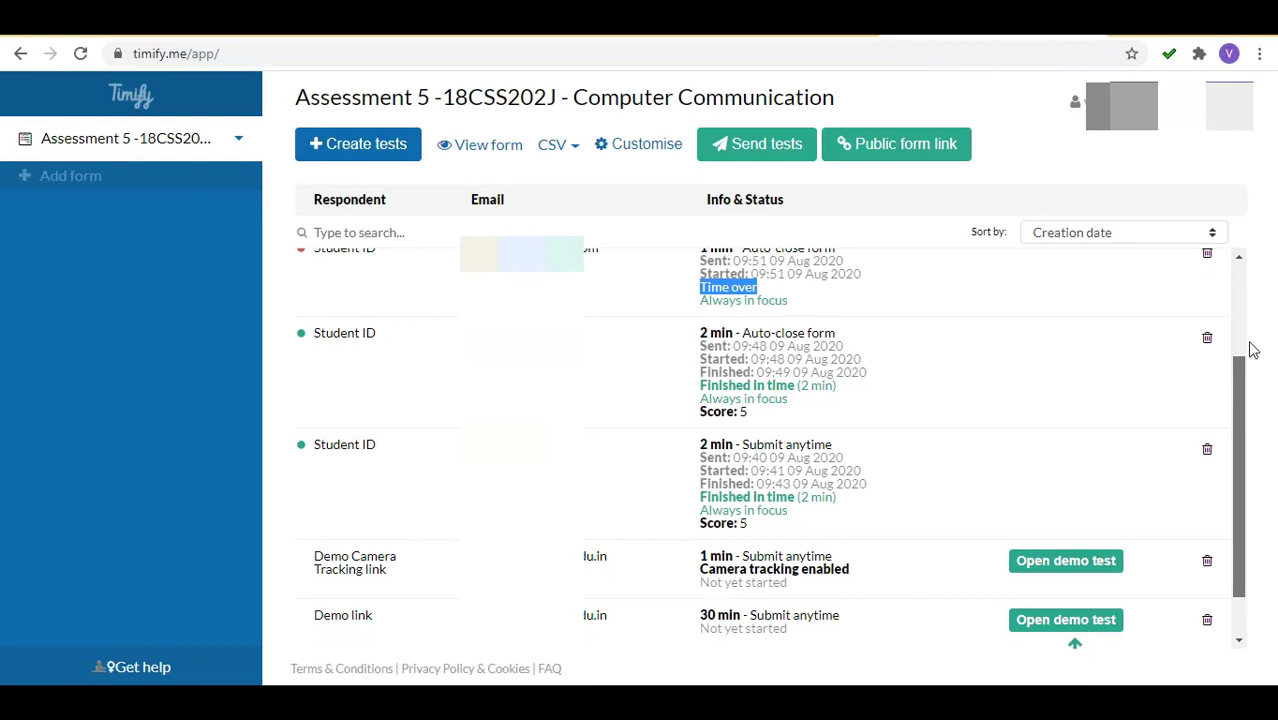 timify.me/app/
V
Timify
Assessment 5 -18CSS20...
Add form
Get help
Assessment 5 -18CSS202J - Computer Communication
Create tests
View form
CSV
Customise
Send tests
Public form link
Respondent Email Info & Status
Type to search...
Sort by: Creation date
Student ID
1 min - Auto-close form
Sent: 09:51 09 Aug 2020
Started: 09:51 09 Aug 2020
Time over
Always in focus
Student ID
2 min - Auto-close form
Sent: 09:48 09 Aug 2020
Started: 09:48 09 Aug 2020
Finished: 09:49 09 Aug 2020
Finished in time (2 min)
Always in focus
Score: 5
Student ID
2 min - Submit anytime
Sent: 09:40 09 Aug 2020
Started: 09:41 09 Aug 2020
Finished: 09:43 09 Aug 2020
Finished in time (2 min)
Always in focus
Score: 5
Demo Camera
Tracking link
du.in
1 min - Submit anytime
Camera tracking enabled
Not yet started
Open demo test
Demo link
du.in
30 min - Submit anytime
Not yet started
Open demo test
Terms & Conditions | Privacy Policy & Cookies | FAQ